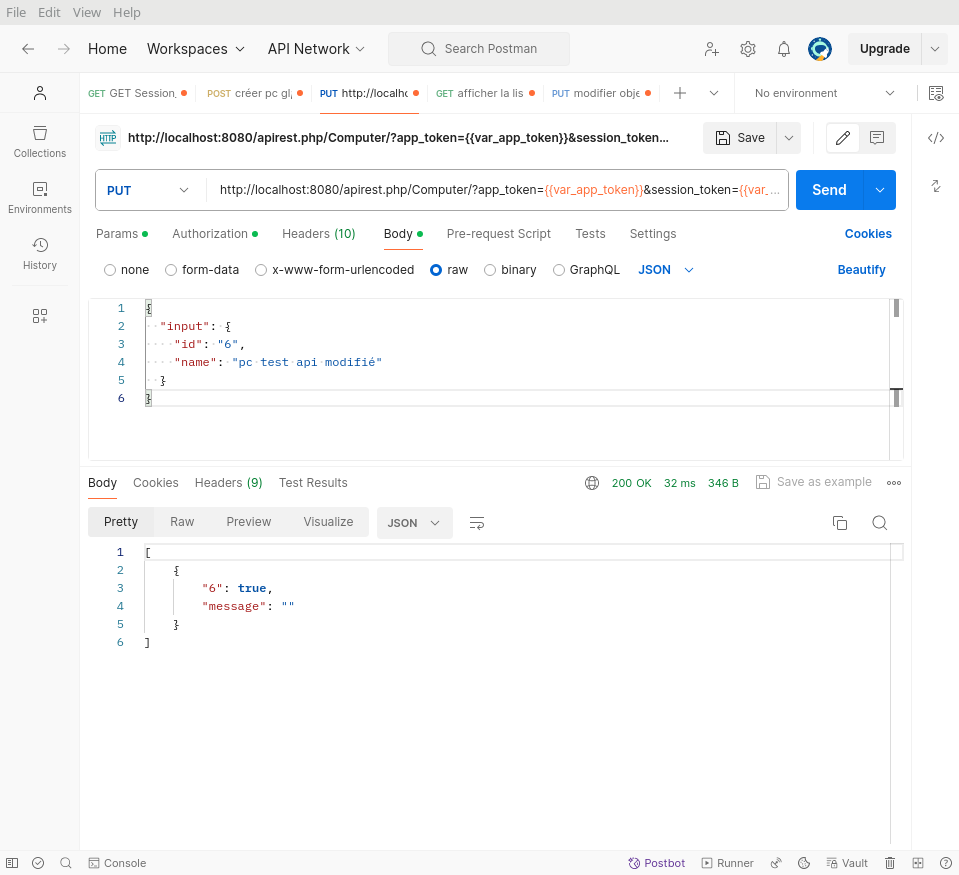 File Edit View Help
Home Workspaces API Network Search Postman Upgrade
GET GET Session POST créer pc gl PUT http://localho GET afficher la lis PUT modifier obje No environment
Collections
Environments
History
HTTP http://localhost:8080/apirest.php/Computer/?app_token={{var_app_token}}&session_token... Save
PUT http://localhost:8080/apirest.php/Computer/?app_token={{var_app_token}}&session_token={{var_... Send
Params Authorization Headers (10) Body Pre-request Script Tests Settings Cookies
none form-data x-www-form-urlencoded raw binary GraphQL JSON Beautify
1 {
2 "input": {
3 "id": "6",
4 "name": "pc test api modifié"
5 }
6 }
Body Cookies Headers (9) Test Results 200 OK 32 ms 346 B Save as example
Pretty Raw Preview Visualize JSON
1 [
2 {
3 "6": true,
4 "message": ""
5 }
6 ]
Console Postbot Runner Vault